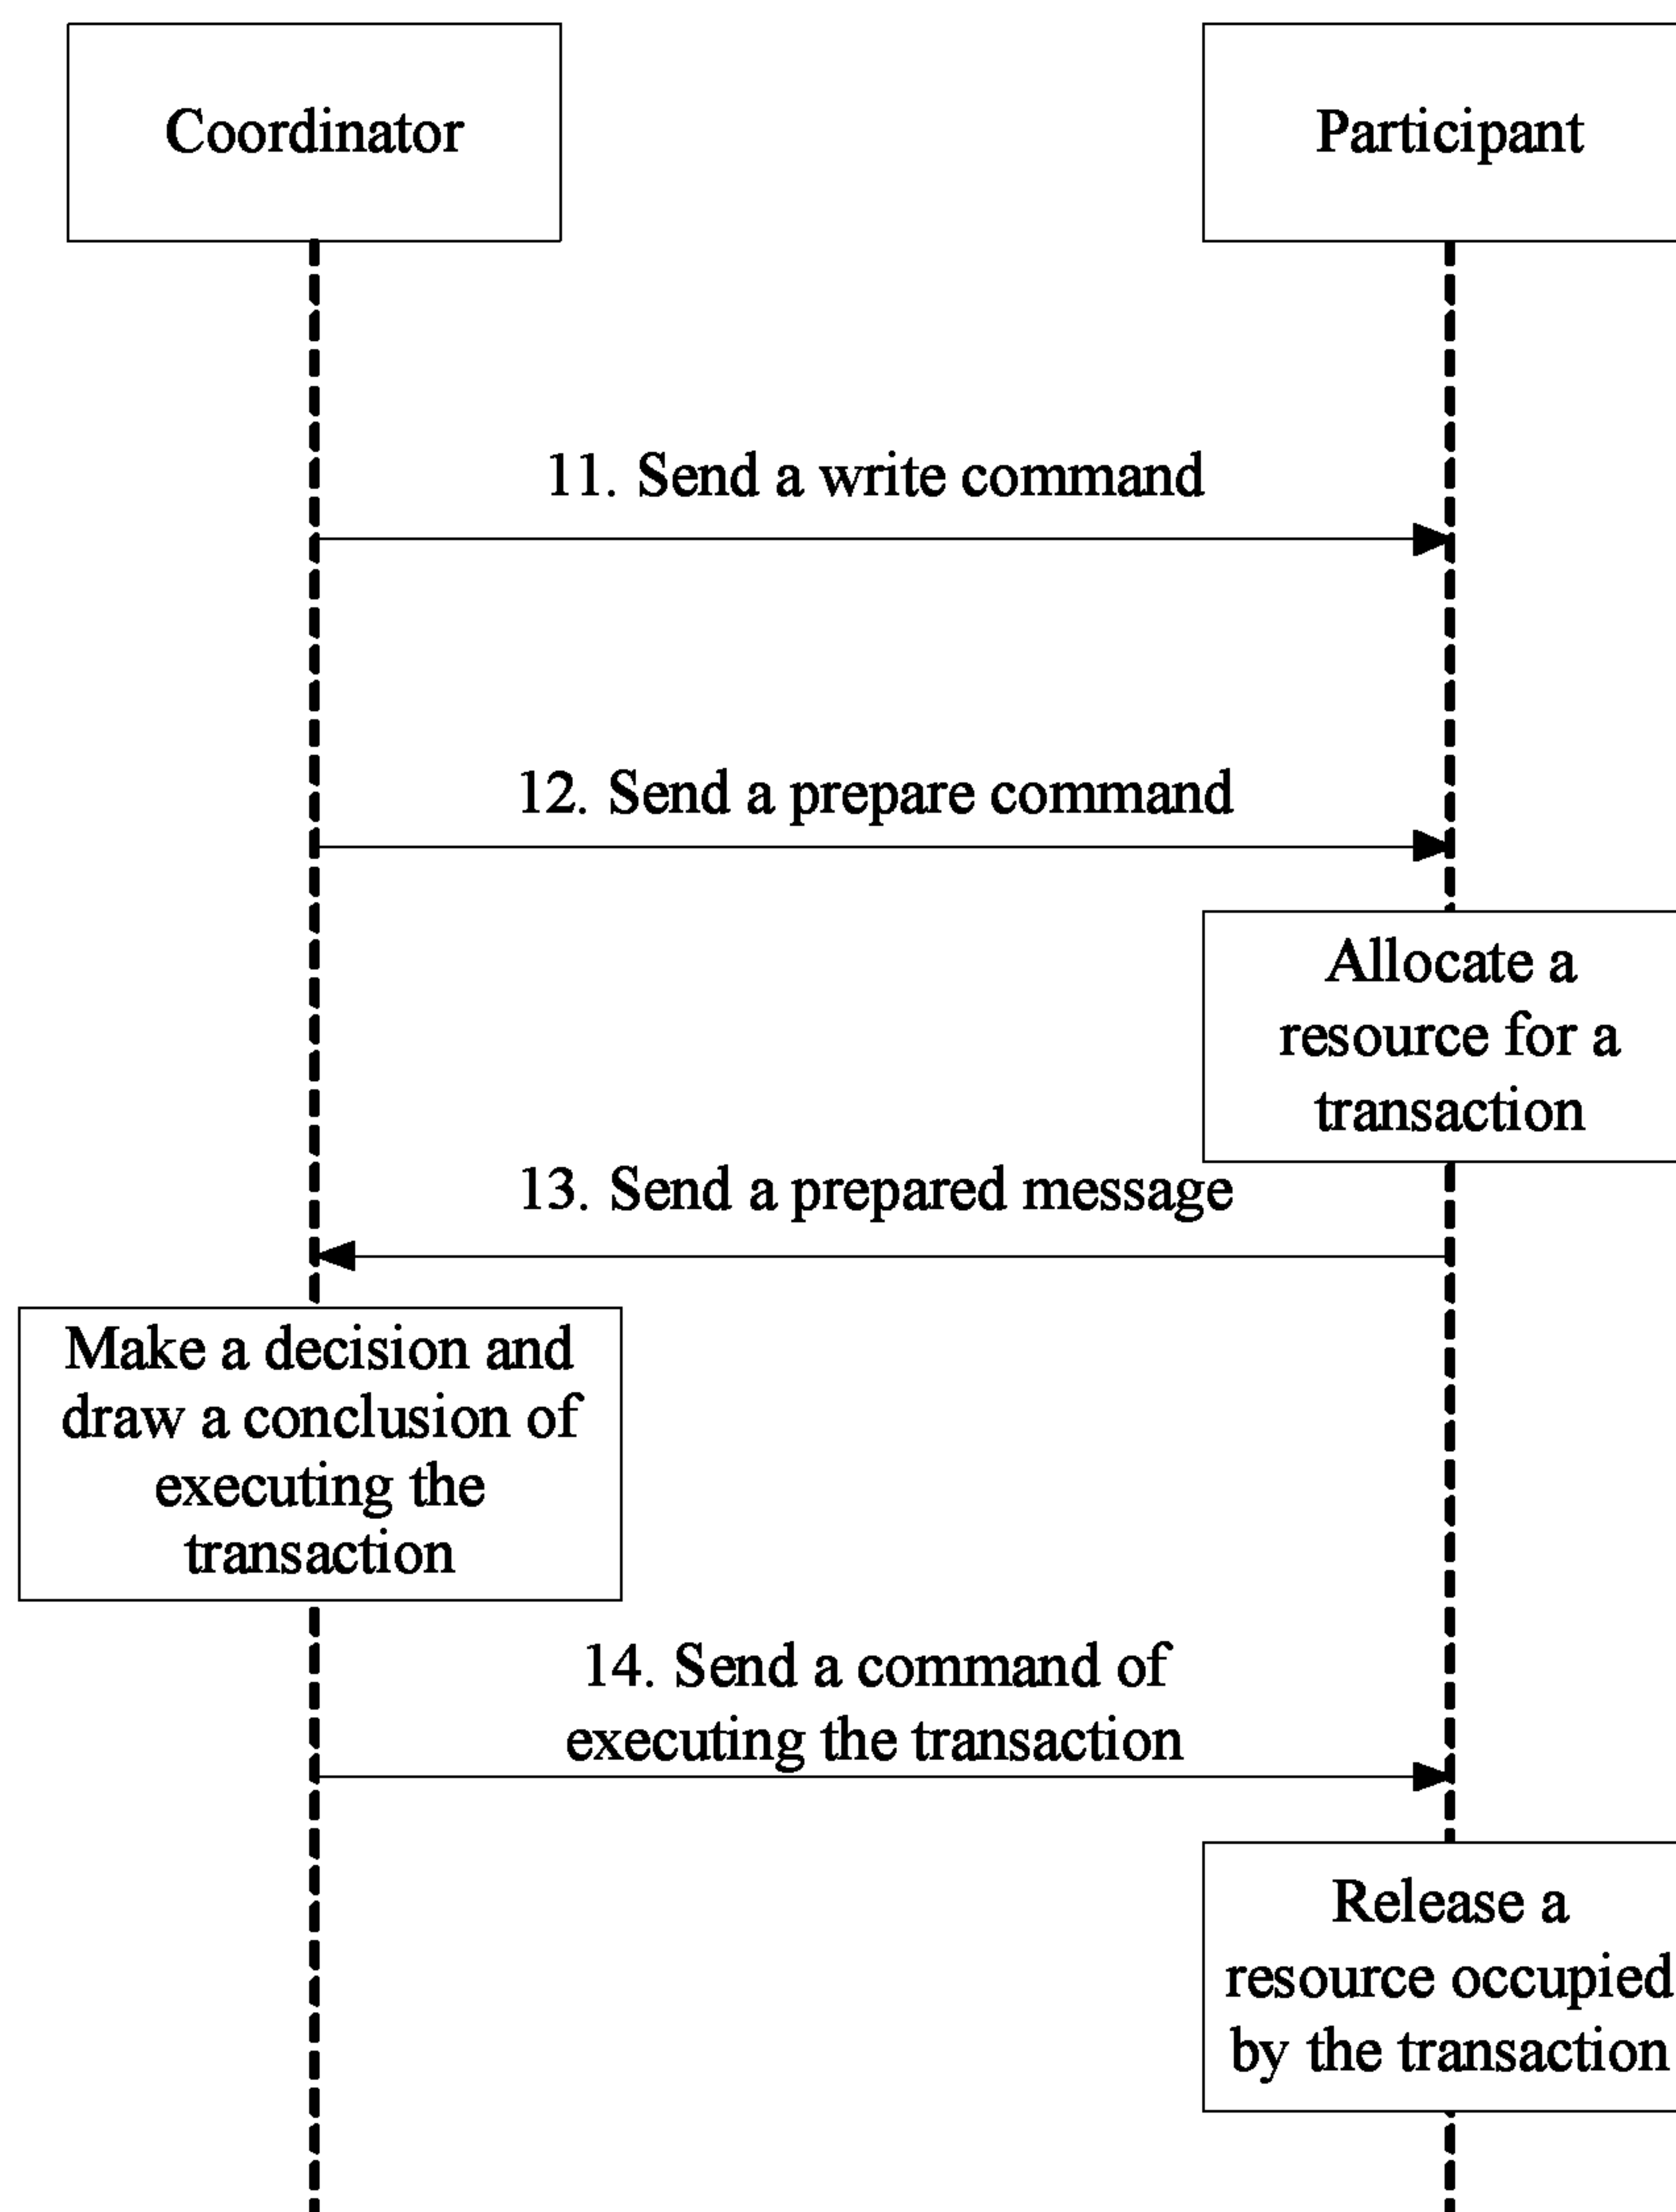 Coordinator
Participant
11. Send a write command
12. Send a prepare command
Allocate a
resource for a
transaction
13. Send a prepared message
Make a decision and
draw a conclusion of
executing the
transaction
14. Send a command of
executing the transaction
Release a
resource occupied
by the transaction